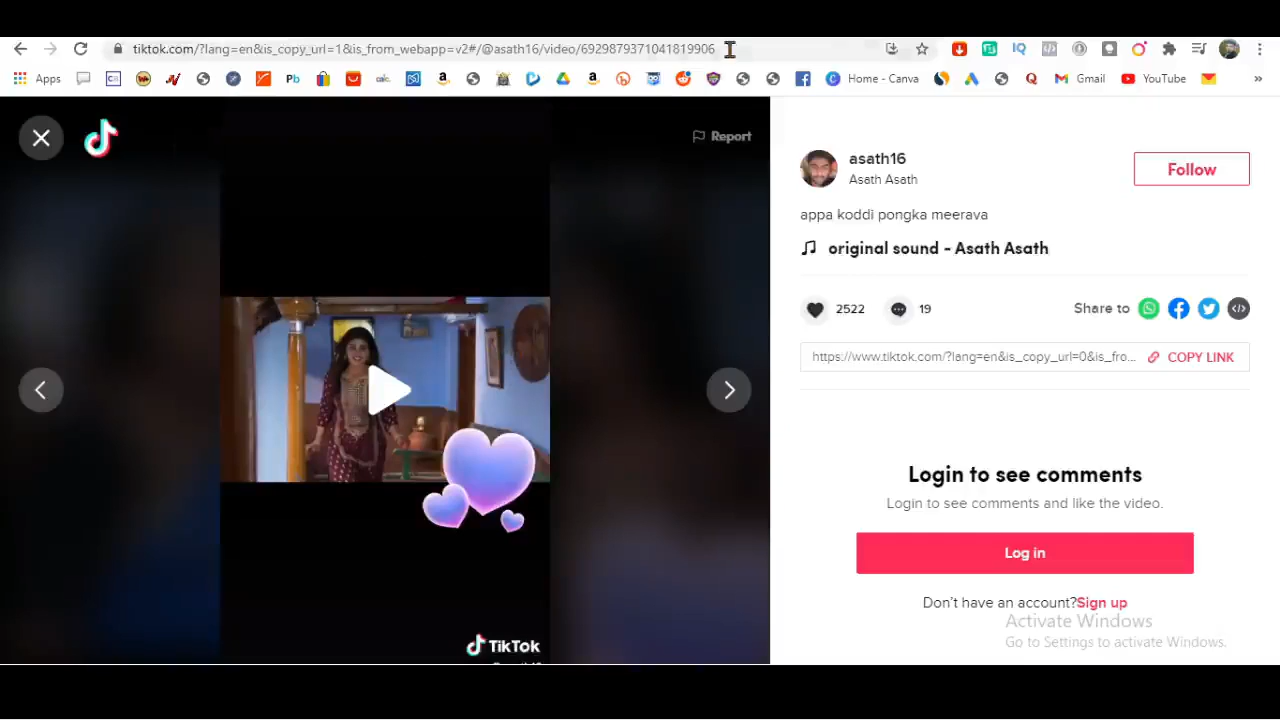 tiktok.com/?lang=en&is_copy_url=1&is_from_webapp=v2#/@asath16/video/6929879371041819906
Apps
Pb
Home - Canva
Gmail
YouTube
»
Report
asath16
Asath Asath
Follow
appa koddi pongka meerava
original sound - Asath Asath
2522
19
Share to
https://www.tiktok.com/?lang=en&is_copy_url=0&is_fro...
COPY LINK
Login to see comments
Login to see comments and like the video.
Log in
Don't have an account?Sign up
Activate Windows
Go to Settings to activate Windows.
TikTok